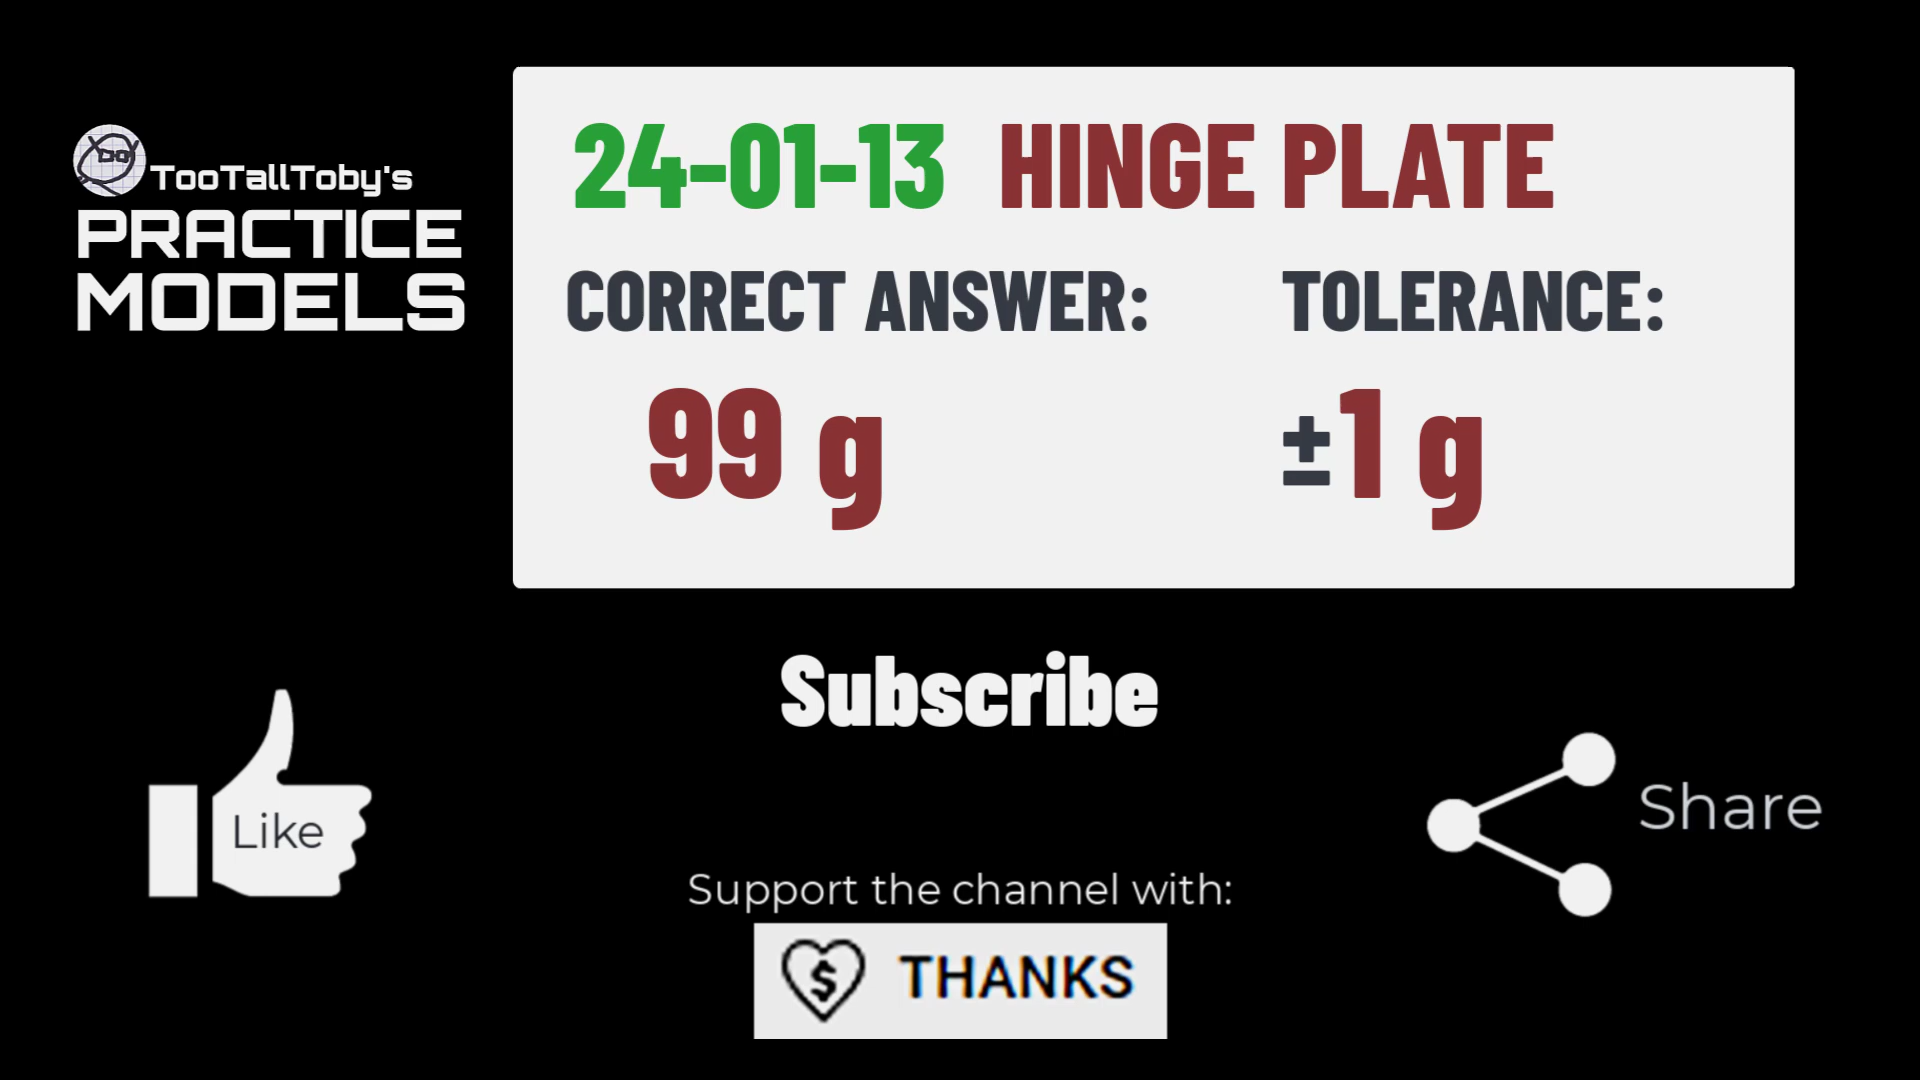 TooTallToby's
PRACTICE
MODELS
24-01-13 HINGE PLATE
CORRECT ANSWER: TOLERANCE:
99 g ±1 g
Subscribe
Like
Share
Support the channel with:
$ THANKS